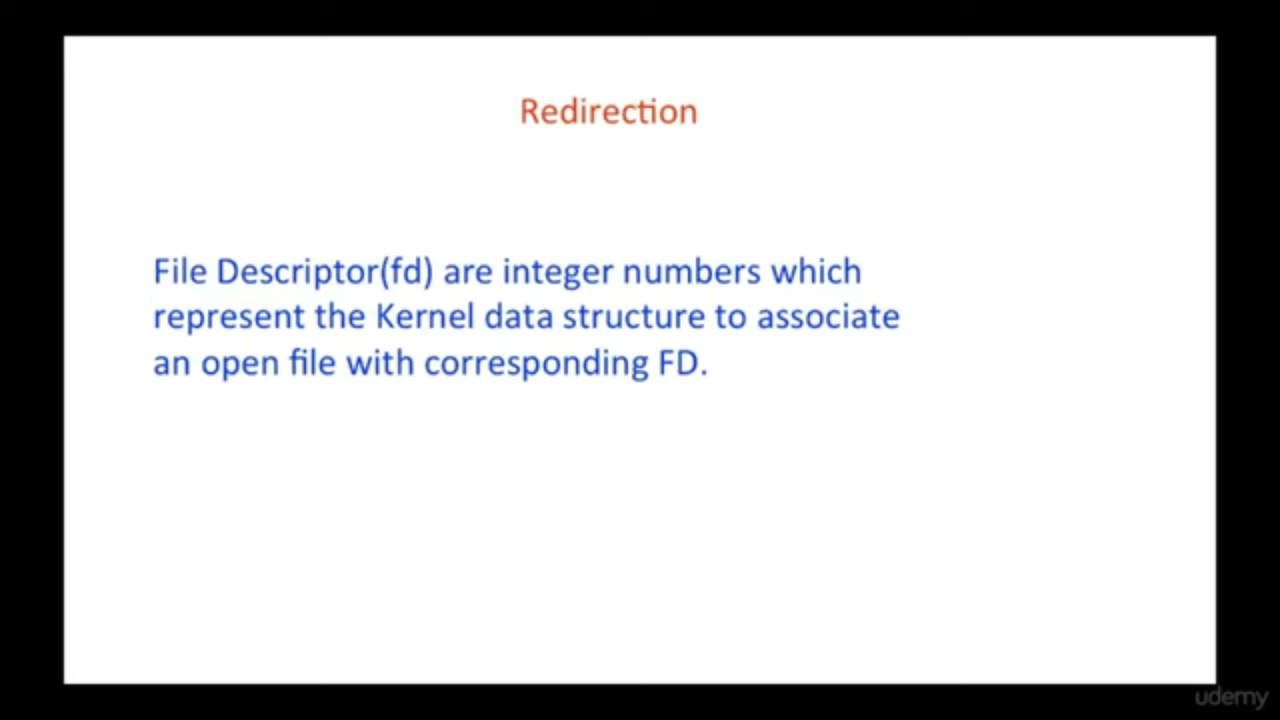 Redirection
File Descriptor(fd) are integer numbers which
represent the Kernel data structure to associate
an open file with corresponding FD.
udemy